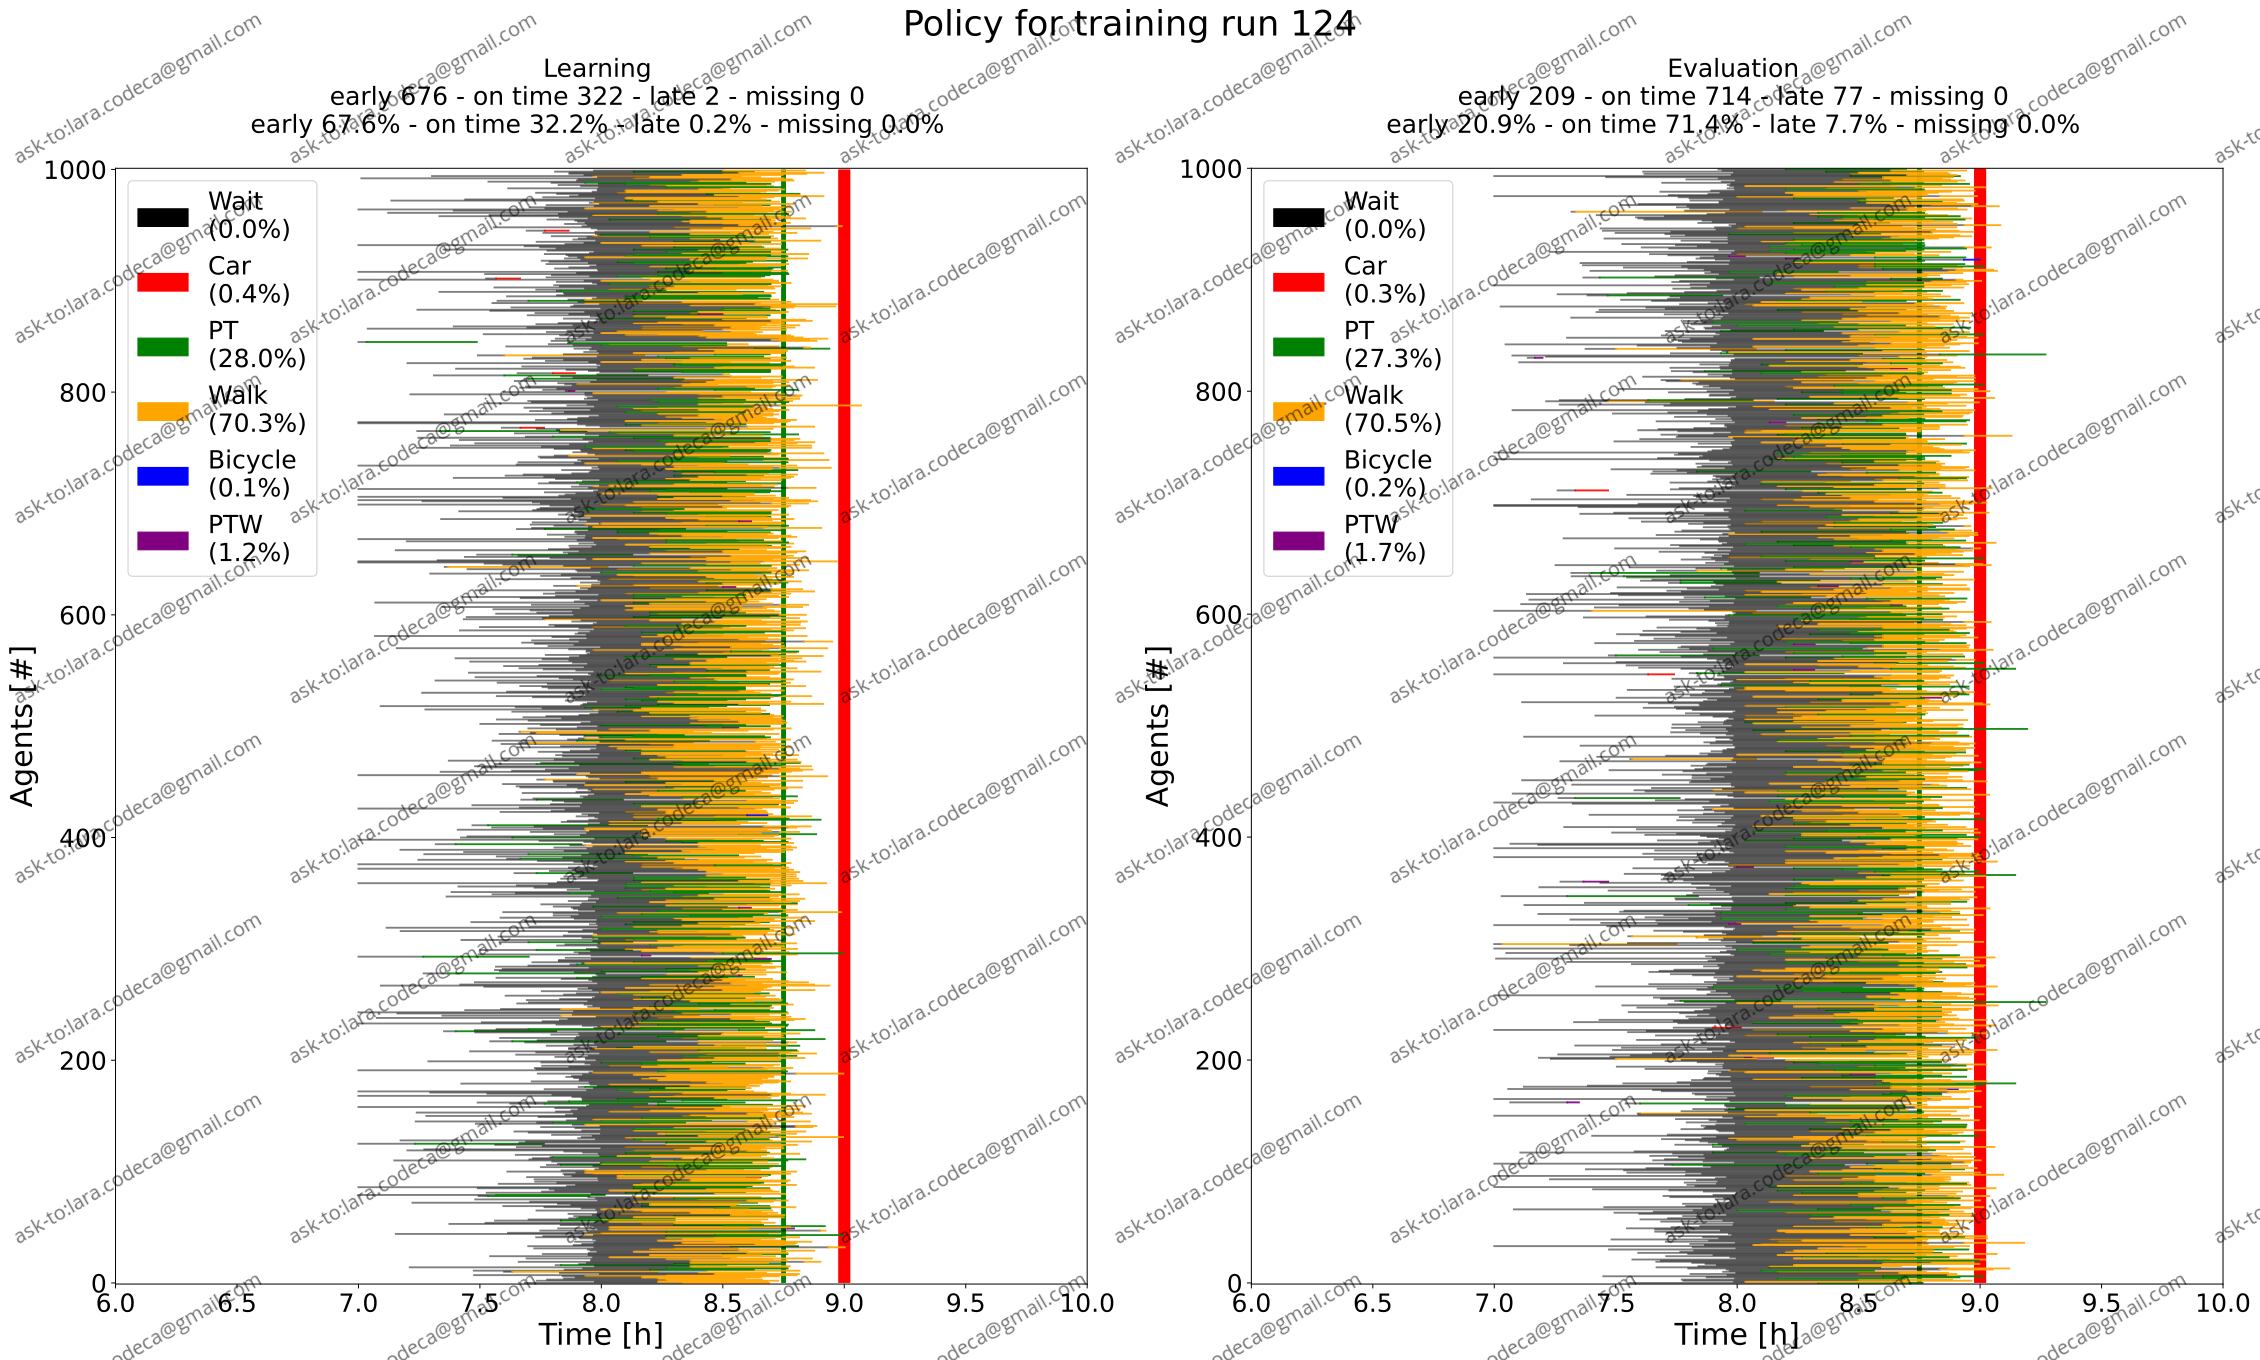 Policy for training run 124
Learning
early 676 - on time 322 - late 2 - missing 0
early 67.6% - on time 32.2% - late 0.2% - missing 0.0%
Agents [#]
1000
800
600
400
200
0
Wait
(0.0%)
Car
(0.4%)
PT
(28.0%)
Walk
(70.3%)
Bicycle
(0.1%)
PTW
(1.2%)
6.0 6.5 7.0 7.5 8.0 8.5 9.0 9.5 10.0
Time [h]
Evaluation
early 209 - on time 714 - late 77 - missing 0
early 20.9% - on time 71.4% - late 7.7% - missing 0.0%
Agents [#]
1000
800
600
400
200
0
Wait
(0.0%)
Car
(0.3%)
PT
(27.3%)
Walk
(70.5%)
Bicycle
(0.2%)
PTW
(1.7%)
6.0 6.5 7.0 7.5 8.0 8.5 9.0 9.5 10.0
Time [h]
ask-to:lara.codeca@gmail.com